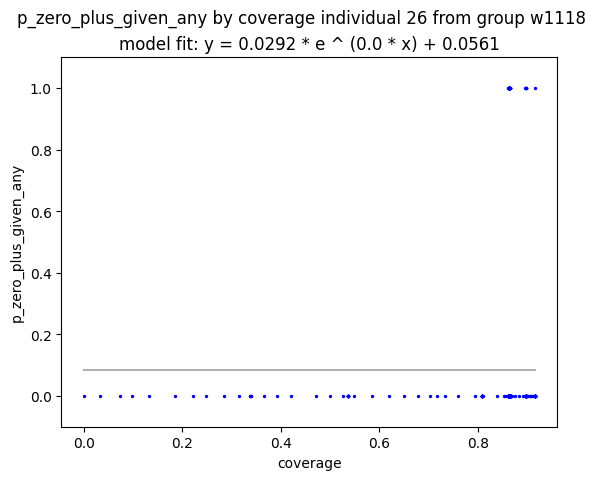 p_zero_plus_given_any by coverage individual 26 from group w1118
model fit: y = 0.0292 * e ^ (0.0 * x) + 0.0561
1.0
0.8
0.6
0.4
0.2
0.0
p_zero_plus_given_any
0.0 0.2 0.4 0.6 0.8
coverage